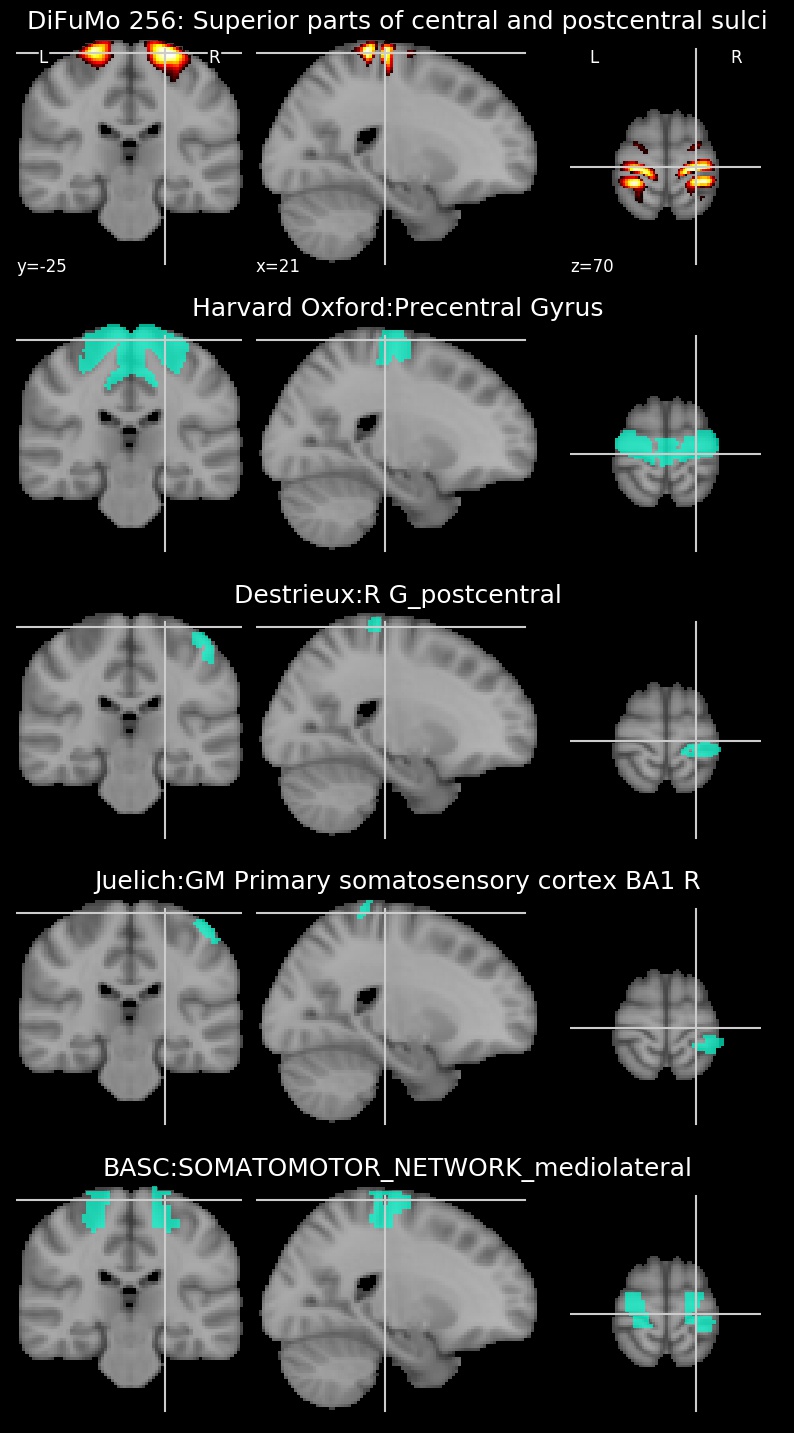 DiFuMo 256: Superior parts of central and postcentral sulci
L R L R
y=-25 x=21 z=70
Harvard Oxford:Precentral Gyrus
Destrieux:R G_postcentral
Juelich:GM Primary somatosensory cortex BA1 R
BASC:SOMATOMOTOR_NETWORK_mediolateral